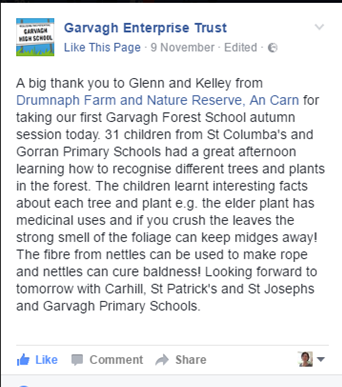 GARVAGH
HIGH SCHOOL
Garvagh Enterprise Trust
Like This Page · 9 November · Edited ·
A big thank you to Glenn and Kelley from
Drumnaph Farm and Nature Reserve, An Carn for
taking our first Garvagh Forest School autumn
session today. 31 children from St Columba's and
Gorran Primary Schools had a great afternoon
learning how to recognise different trees and plants
in the forest. The children learnt interesting facts
about each tree and plant e.g. the elder plant has
medicinal uses and if you crush the leaves the
strong smell of the foliage can keep midges away!
The fibre from nettles can be used to make rope
and nettles can cure baldness! Looking forward to
tomorrow with Carhill, St Patrick's and St Josephs
and Garvagh Primary Schools.
Like Comment Share